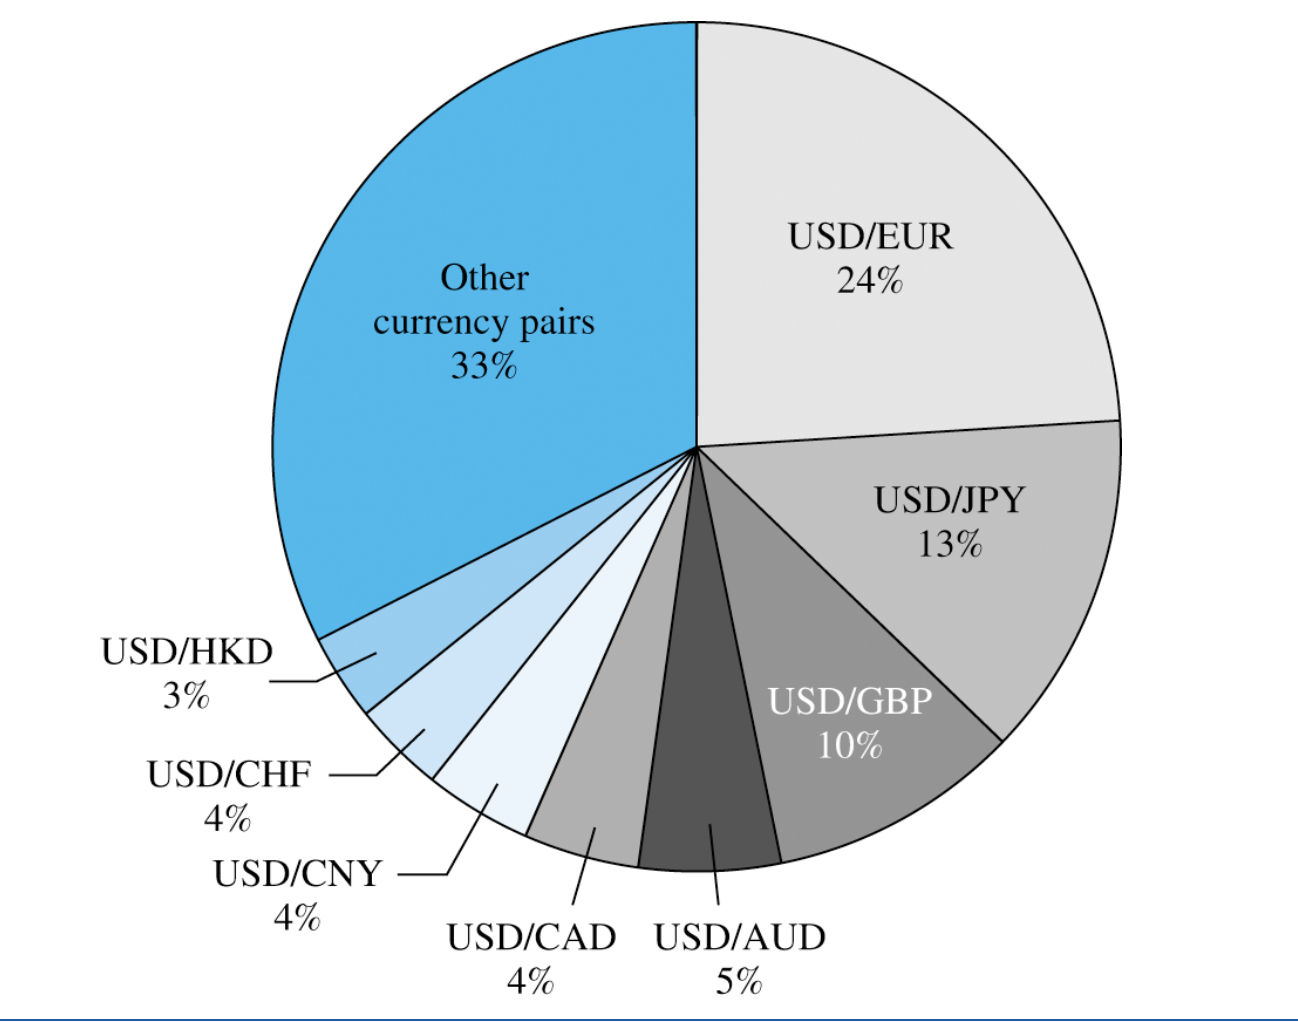 USD/EUR
24%
Other
currency pairs
33%
USD/JPY
13%
USD/HKD
3%
USD/GBP
10%
USD/CHF
4%
USD/CNY
4%
USD/CAD
4%
USD/AUD
5%